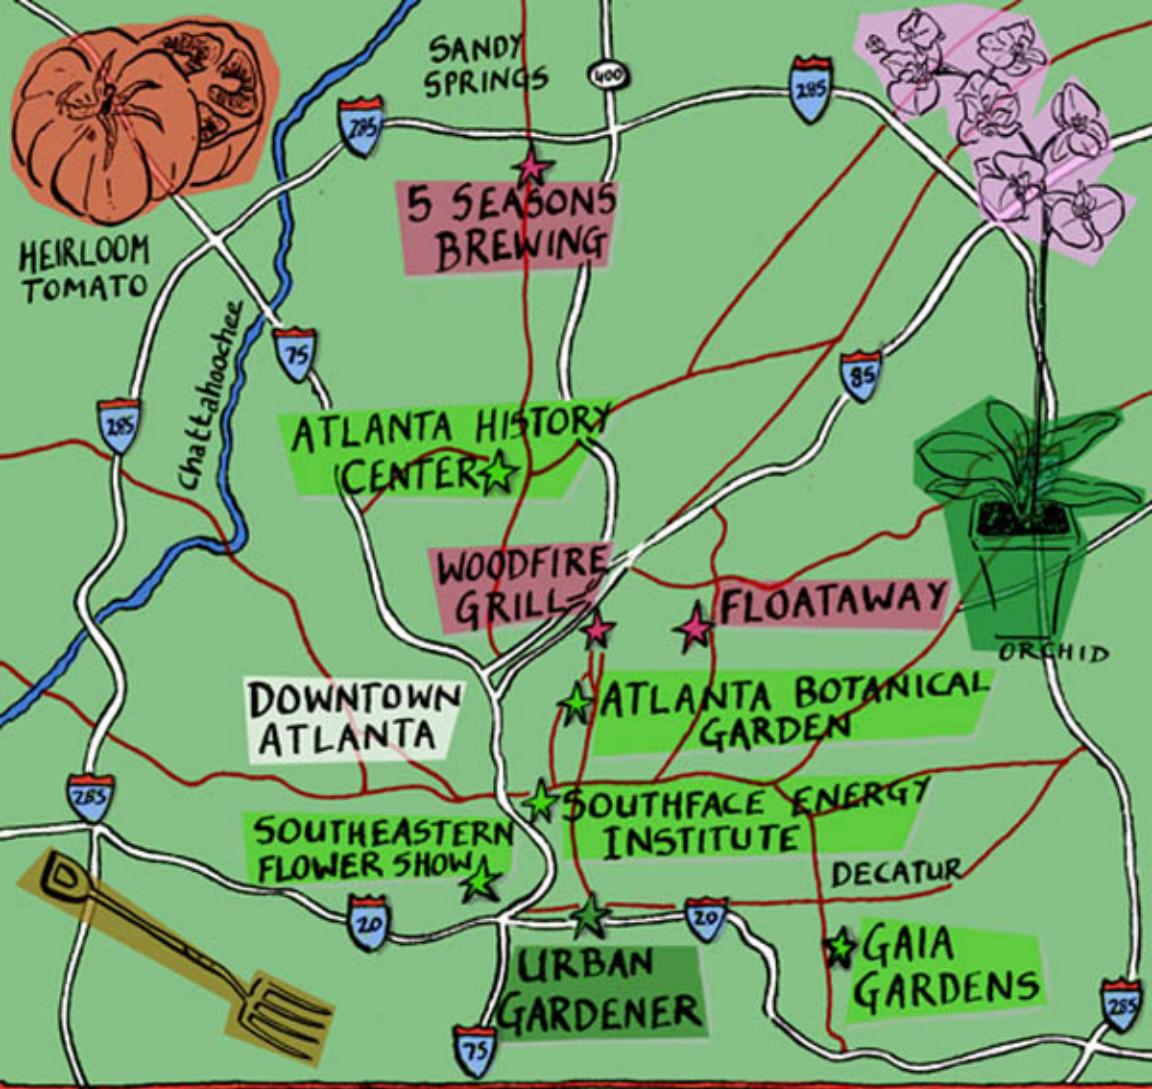 SANDY
SPRINGS
400
285
285
5 SEASONS
BREWING
HEIRLOOM
TOMATO
Chattahoochee
75
85
285
ATLANTA HISTORY
CENTER
WOODFIRE
GRILL
FLOATAWAY
ORCHID
DOWNTOWN
ATLANTA
ATLANTA BOTANICAL
GARDEN
285
SOUTHFACE ENERGY
INSTITUTE
SOUTHEASTERN
FLOWER SHOW
DECATUR
20
20
GAIA
GARDENS
URBAN
GARDENER
285
75